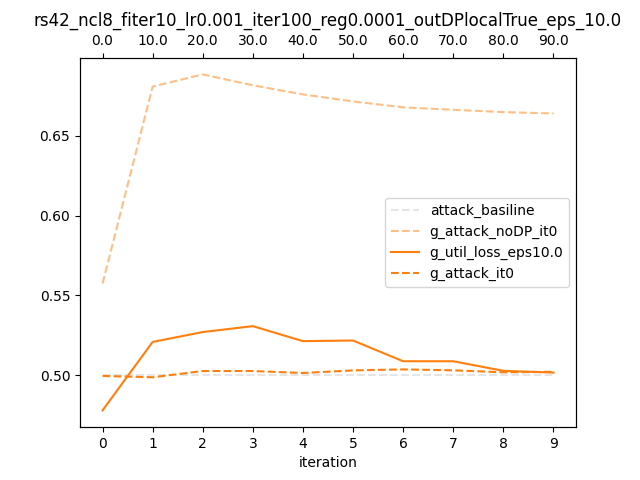 rs42_ncl8_fiter10_lr0.001_iter100_reg0.0001_outDPlocalTrue_eps_10.0
0.0 10.0 20.0 30.0 40.0 50.0 60.0 70.0 80.0 90.0
0.65
0.60
0.55
0.50
attack_basiline
g_attack_noDP_it0
g_util_loss_eps10.0
g_attack_it0
0 1 2 3 4 5 6 7 8 9
iteration